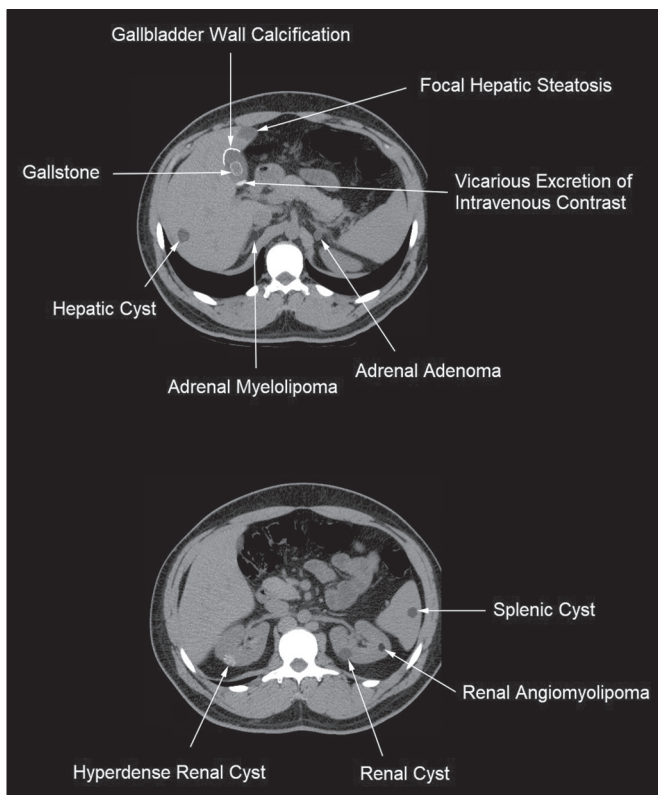 Gallbladder Wall Calcification
Focal Hepatic Steatosis
Gallstone
Vicarious Excretion of
Intravenous Contrast
Hepatic Cyst
Adrenal Adenoma
Adrenal Myelolipoma
Splenic Cyst
Renal Angiomyolipoma
Hyperdense Renal Cyst
Renal Cyst